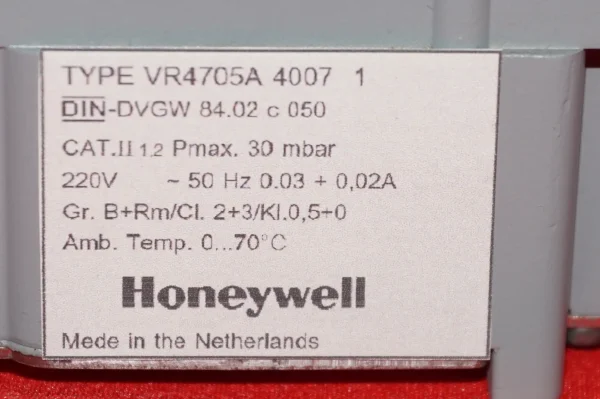 TYPE VR4705A 4007 1
DIN-DVGW 84.02 c 050
CAT.II 1.2 Pmax. 30 mbar
220V ~ 50 Hz 0.03 + 0,02A
Gr. B+Rm/Cl. 2+3/Kl.0,5+0
Amb. Temp. 0...70°C
Honeywell
Mede in the Netherlands